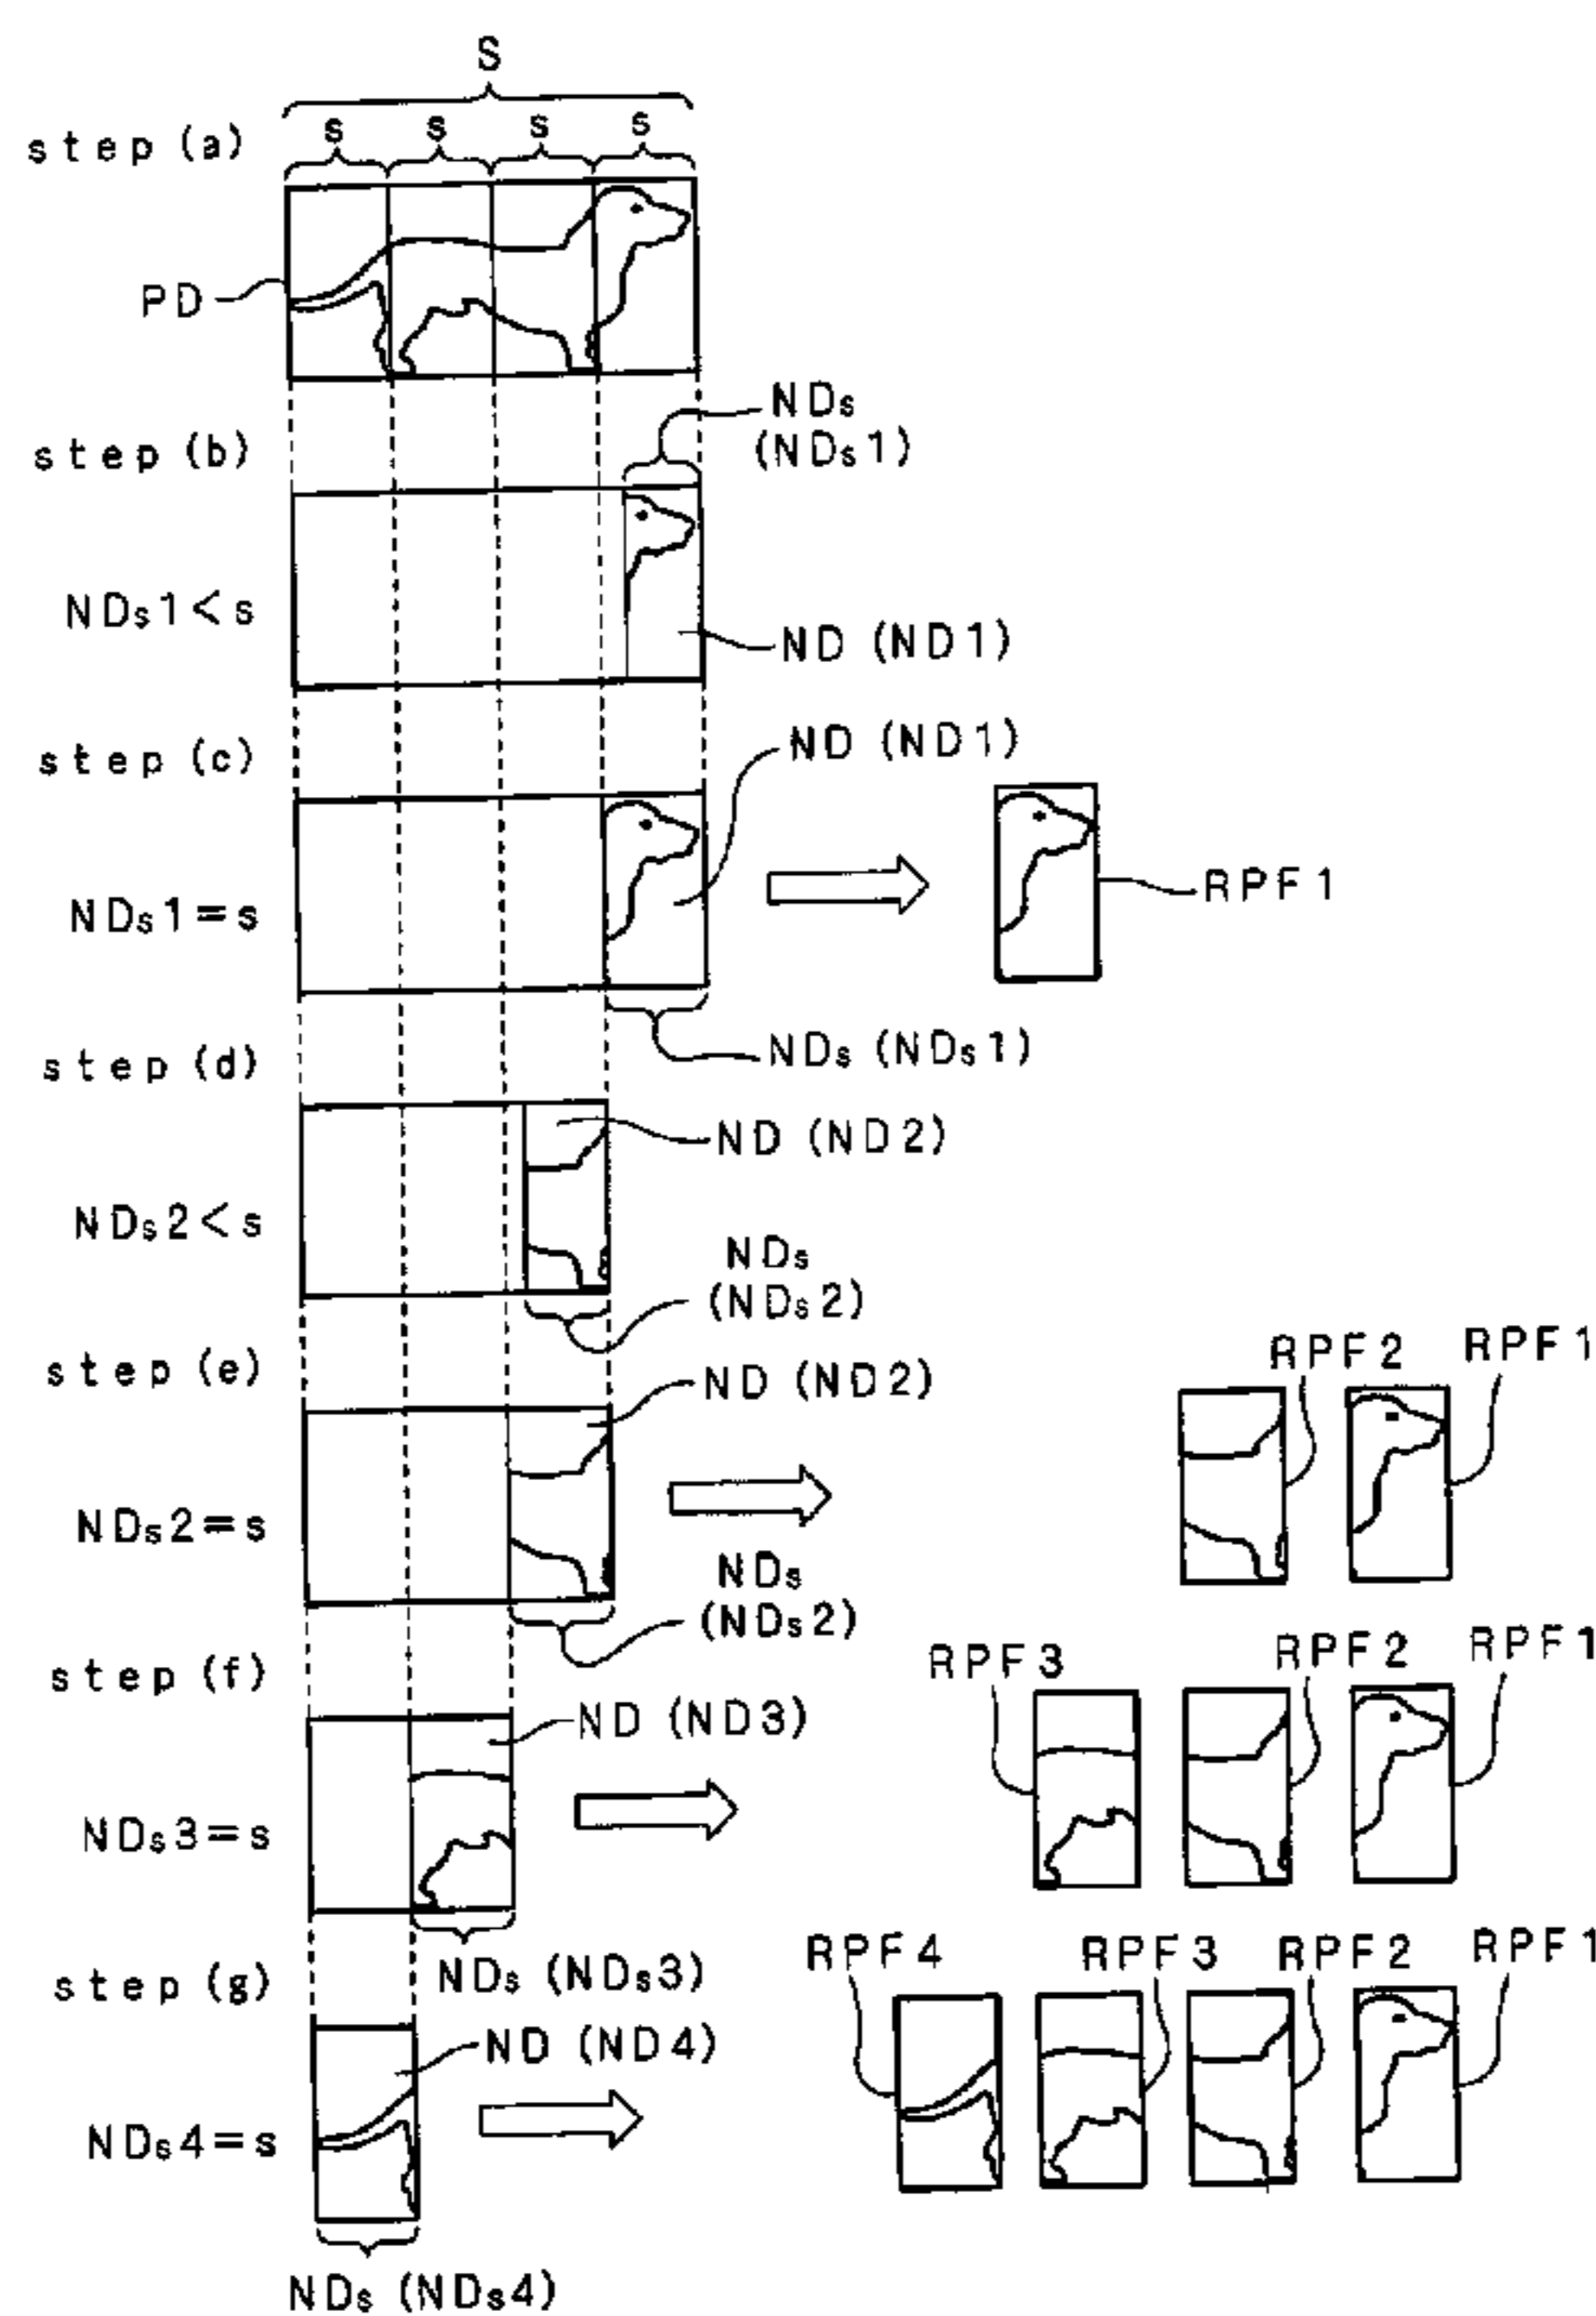 S
step (a)
s s s s
PD
NDs
(NDs1)
step (b)
NDs1<s
ND (ND1)
step (c)
ND (ND1)
NDs1=s
RPF1
NDs (NDs1)
step (d)
ND (ND2)
NDs2<s
NDs
(NDs2)
step (e)
ND (ND2)
RPF2 RPF1
NDs2=s
NDs
(NDs2)
step (f)
RPF3 RPF2 RPF1
ND (ND3)
NDs3=s
NDs (NDs3)
RPF4 RPF3 RPF2 RPF1
step (g)
ND (ND4)
NDs4=s
NDs (NDs4)